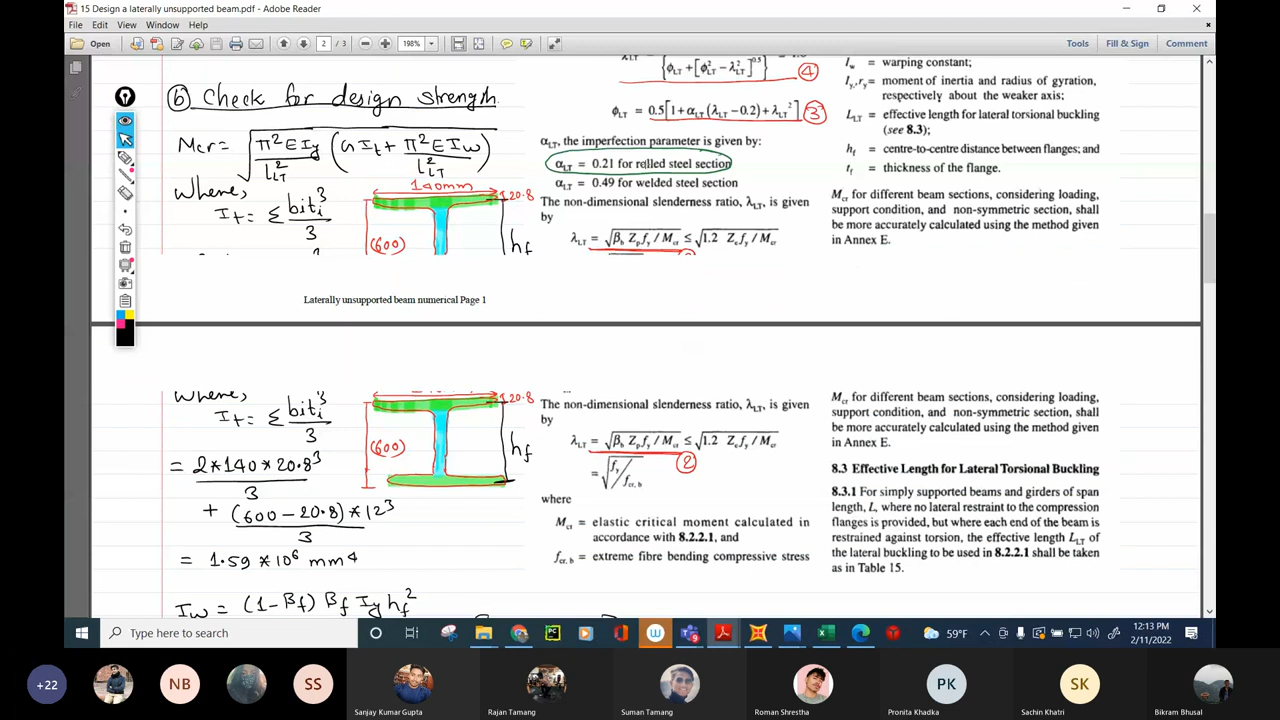 15 Design a laterally unsupported beam.pdf - Adobe Reader
File Edit View Window Help
Open 2 / 3 198% Tools Fill & Sign Comment
⑥ Check for design strength
Mcr = √(π²EIy/L²LT (GIt + π²EIw/L²LT))
Where,
It = Σ biti³/3
140mm
20.8
(600)
hf
{φLT + [φ²LT − λ²LT]^0.5} ④
φLT = 0.5[1+αLT (λLT − 0.2) + λLT²] ③
αLT, the imperfection parameter is given by:
αLT = 0.21 for rolled steel section
αLT = 0.49 for welded steel section
The non-dimensional slenderness ratio, λLT, is given
by
λLT = √βb Zp fy / Mcr ≤ √1.2 Ze fy / Mcr
Iw = warping constant;
Iy, ry = moment of inertia and radius of gyration,
respectively about the weaker axis;
LLT = effective length for lateral torsional buckling
(see 8.3);
hf = centre-to-centre distance between flanges; and
tf = thickness of the flange.
Mcr for different beam sections, considering loading,
support condition, and non-symmetric section, shall
be more accurately calculated using the method given
in Annex E.
Laterally unsupported beam numerical Page 1
Where,
It = Σ biti³/3
= 2*140*20.8³/3
+ (600-20.8)*12³/3
= 1.59*10⁶ mm4
Iw = (1-βf) βf Iy hf²
20.8
(600)
hf
The non-dimensional slenderness ratio, λLT, is given
by
λLT = √βb Zp fy / Mcr ≤ √1.2 Ze fy / Mcr
②
= √fy/fcr, b
where
Mcr = elastic critical moment calculated in
accordance with 8.2.2.1, and
fcr, b = extreme fibre bending compressive stress
Mcr for different beam sections, considering loading,
support condition, and non-symmetric section, shall
be more accurately calculated using the method given
in Annex E.
8.3 Effective Length for Lateral Torsional Buckling
8.3.1 For simply supported beams and girders of span
length, L, where no lateral restraint to the compression
flanges is provided, but where each end of the beam is
restrained against torsion, the effective length LLT of
the lateral buckling to be used in 8.2.2.1 shall be taken
as in Table 15.
Type here to search
59°F
12:13 PM
2/11/2022
+22
NB
SS
PK
SK
Sanjay Kumar Gupta
Rajan Tamang
Suman Tamang
Roman Shrestha
Pronita Khadka
Sachin Khatri
Bikram Bhusal